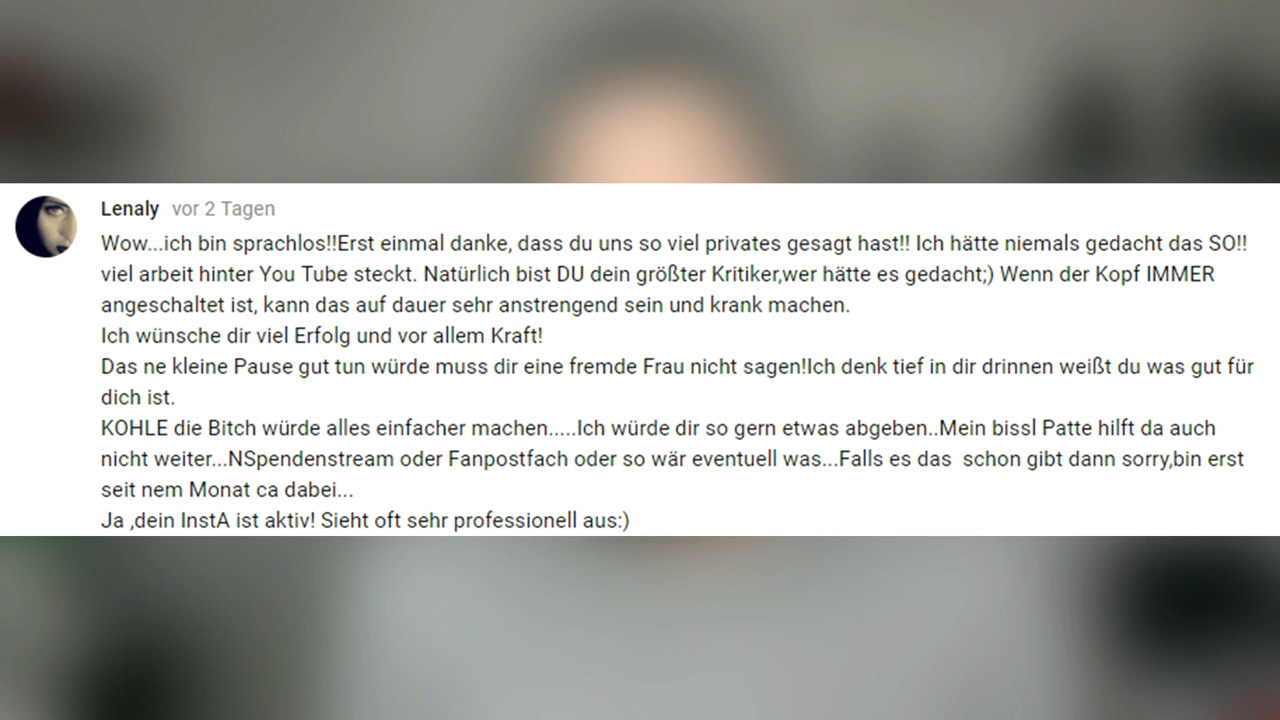 Lenaly vor 2 Tagen
Wow...ich bin sprachlos!!Erst einmal danke, dass du uns so viel privates gesagt hast!! Ich hätte niemals gedacht das SO!!
viel arbeit hinter You Tube steckt. Natürlich bist DU dein größter Kritiker,wer hätte es gedacht;) Wenn der Kopf IMMER
angeschaltet ist, kann das auf dauer sehr anstrengend sein und krank machen.
Ich wünsche dir viel Erfolg und vor allem Kraft!
Das ne kleine Pause gut tun würde muss dir eine fremde Frau nicht sagen!Ich denk tief in dir drinnen weißt du was gut für
dich ist.
KOHLE die Bitch würde alles einfacher machen.....Ich würde dir so gern etwas abgeben..Mein bissl Patte hilft da auch
nicht weiter...NSpendenstream oder Fanpostfach oder so wär eventuell was...Falls es das  schon gibt dann sorry,bin erst
seit nem Monat ca dabei...
Ja ,dein InstA ist aktiv! Sieht oft sehr professionell aus:)